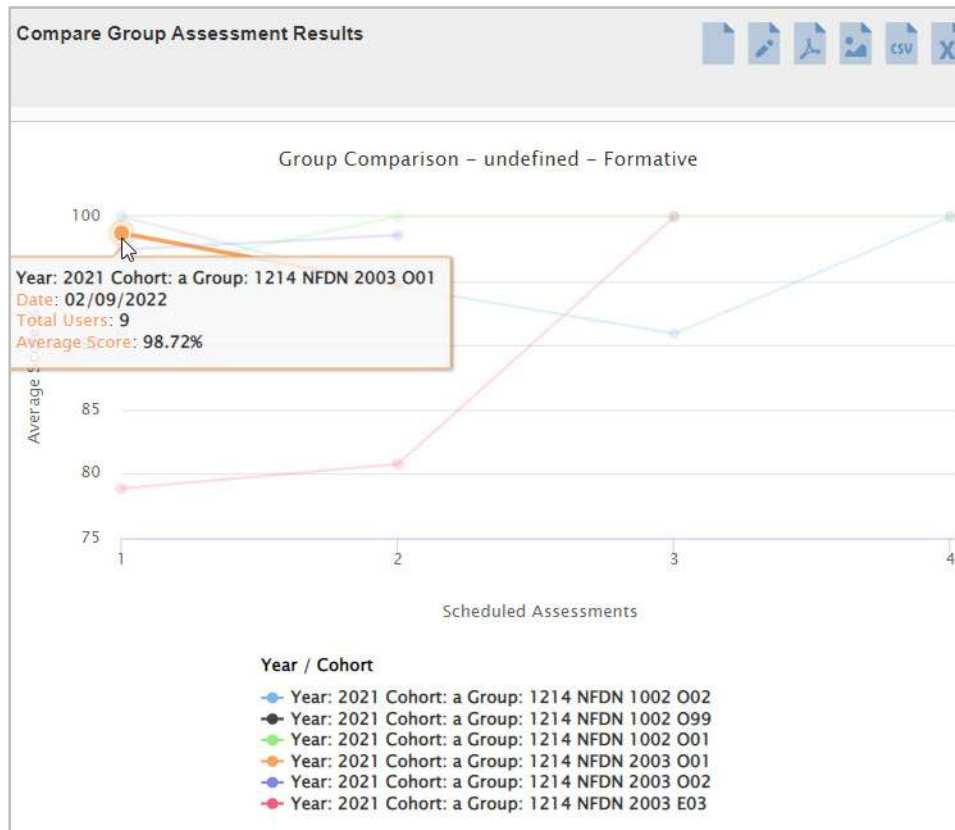 Compare Group Assessment Results
CSV
X
Group Comparison – undefined – Formative
100
Year: 2021 Cohort: a Group: 1214 NFDN 2003 O01
Date: 02/09/2022
Total Users: 9
Average Score: 98.72%
Average
85
80
75
1
2
3
4
Scheduled Assessments
Year / Cohort
Year: 2021 Cohort: a Group: 1214 NFDN 1002 O02
Year: 2021 Cohort: a Group: 1214 NFDN 1002 O99
Year: 2021 Cohort: a Group: 1214 NFDN 1002 O01
Year: 2021 Cohort: a Group: 1214 NFDN 2003 O01
Year: 2021 Cohort: a Group: 1214 NFDN 2003 O02
Year: 2021 Cohort: a Group: 1214 NFDN 2003 E03